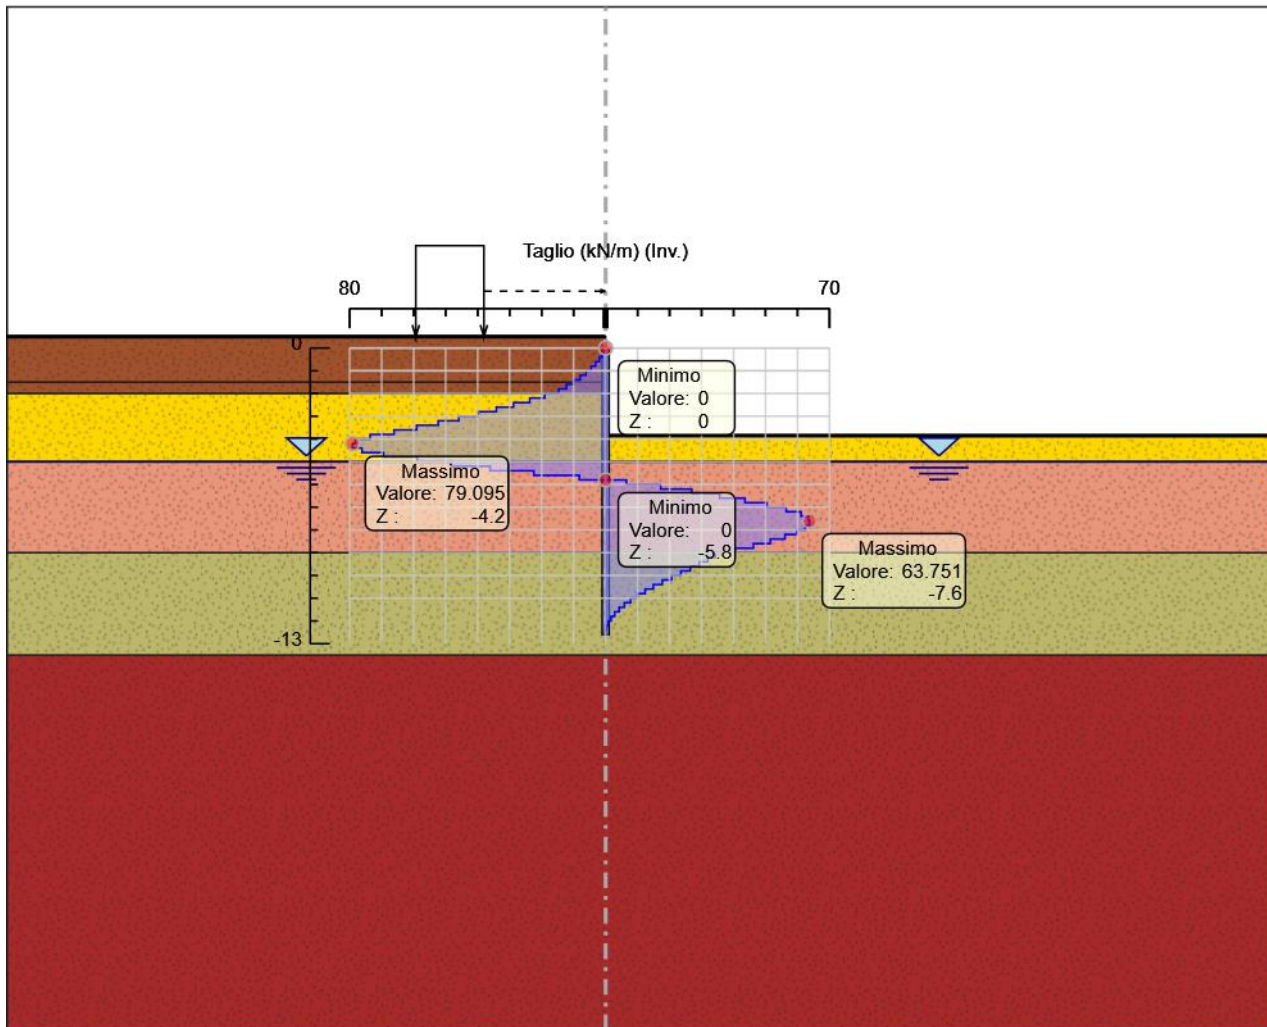 Taglio (kN/m) (Inv.)
80
70
0
Minimo
Valore: 0
Z : 0
Massimo
Valore: 79.095
Z : -4.2
Minimo
Valore: 0
Z : -5.8
Massimo
Valore: 63.751
Z : -7.6
-13